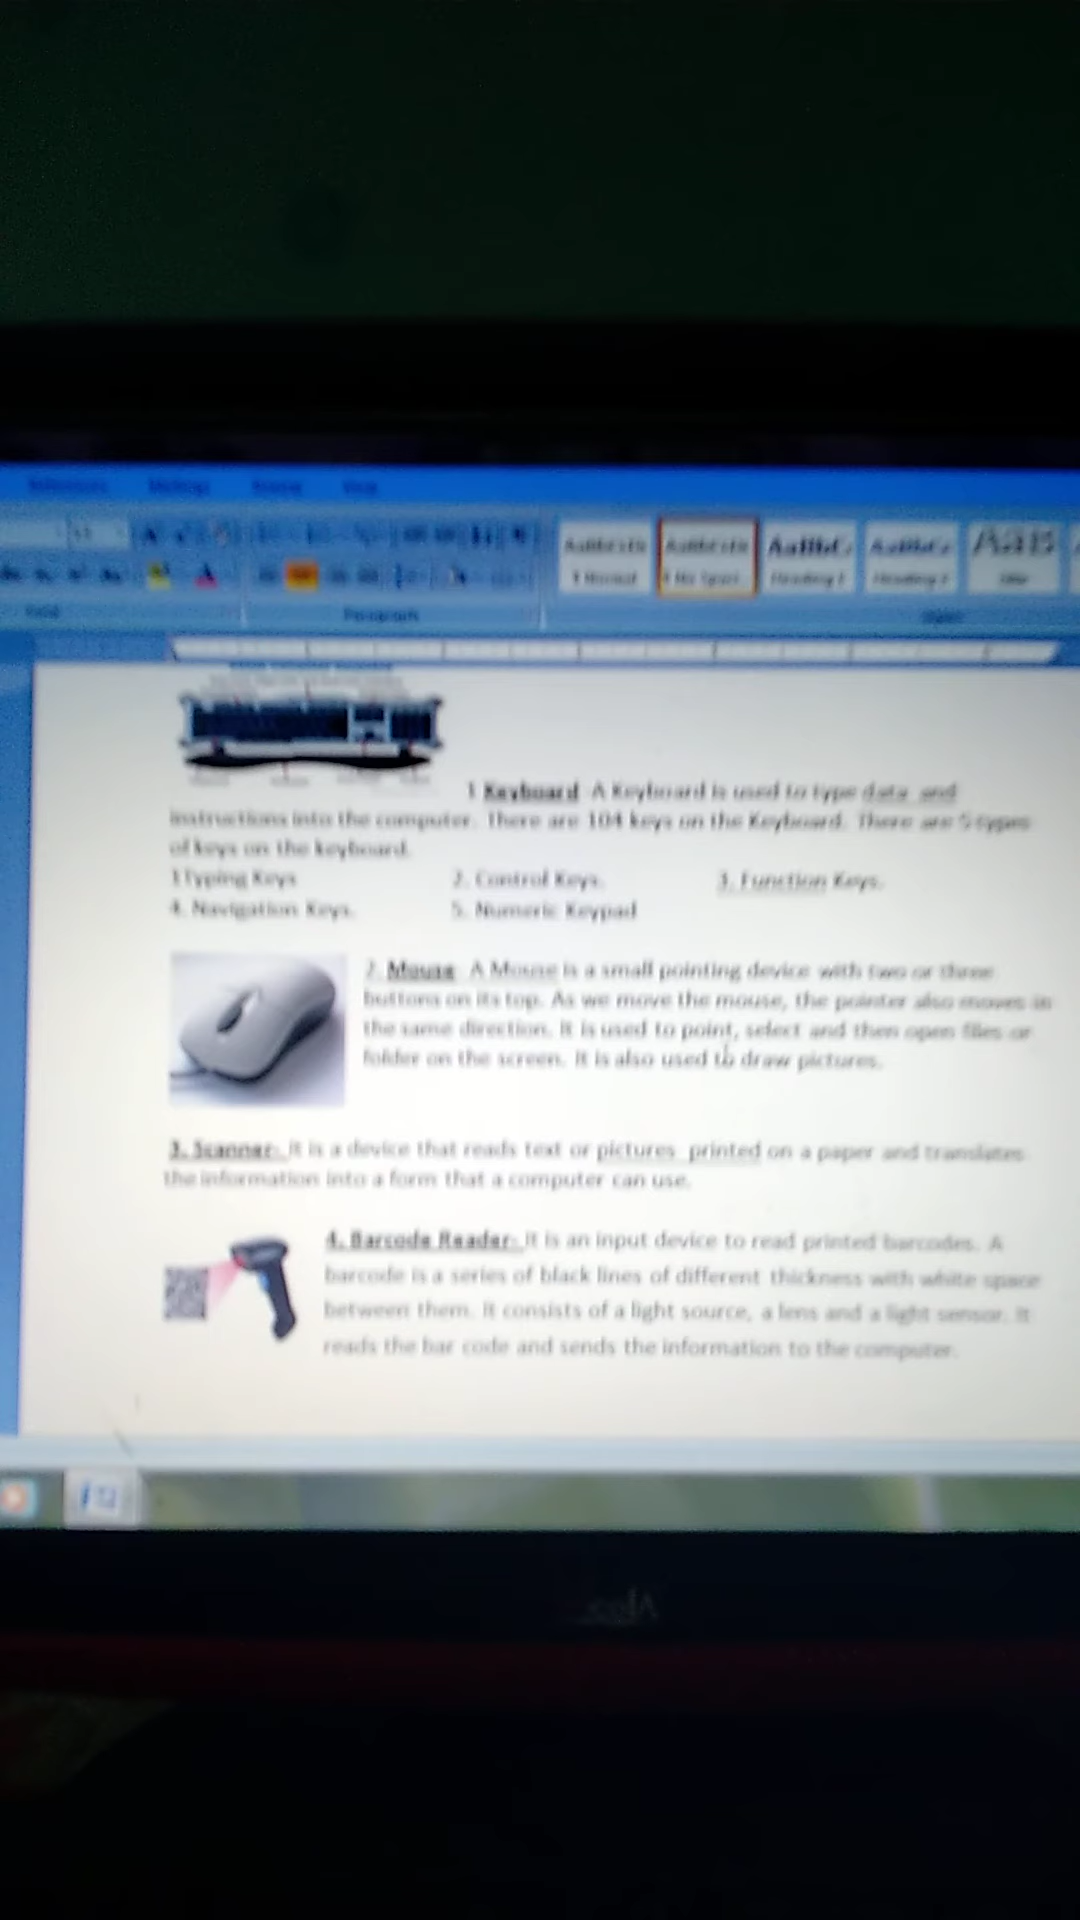 Paragraph
1 Normal
Heading 1
Heading 2
1 Keyboard A Keyboard is used to type data and
instructions into the computer. There are 104 keys on the Keyboard. There are 5 types
of keys on the keyboard.
1 Typing Keys 2. Control Keys. 3. Function Keys.
4. Navigation Keys. 5. Numeric Keypad
2. Mouse A Mouse is a small pointing device with two or three
buttons on its top. As we move the mouse, the pointer also moves in
the same direction. It is used to point, select and then open files or
folder on the screen. It is also used to draw pictures.
3. Scanner:- It is a device that reads text or pictures printed on a paper and translates
the information into a form that a computer can use.
4. Barcode Reader:- It is an input device to read printed barcodes. A
barcode is a series of black lines of different thickness with white space
between them. It consists of a light source, a lens and a light sensor. It
reads the bar code and sends the information to the computer.